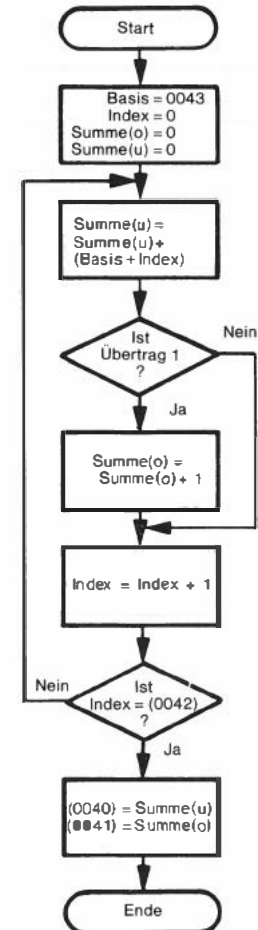 Start
Basis = 0043
Index = 0
Summe(o) = 0
Summe(u) = 0
Summe(u) =
Summe(u) +
(Basis + Index)
Ist
Übertrag 1
?
Nein
Ja
Summe(o) =
Summe(o) + 1
Index = Index + 1
Ist
Index = (0042)
?
Nein
Ja
(0040) = Summe(u)
(0041) = Summe(o)
Ende